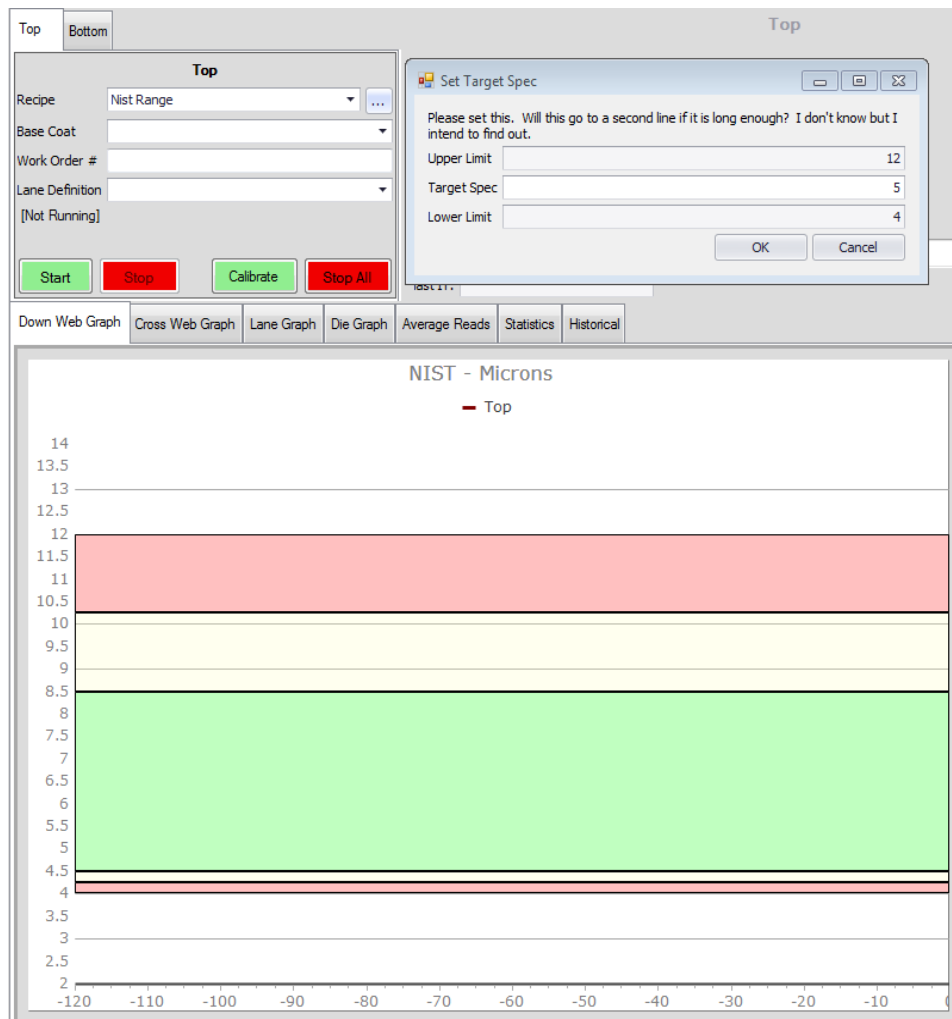 Top
Bottom
Top
Top
Recipe
Nist Range
...
Base Coat
Work Order #
Lane Definition
[Not Running]
Start
Stop
Calibrate
Stop All
Set Target Spec
Please set this. Will this go to a second line if it is long enough? I don't know but I
intend to find out.
Upper Limit
12
Target Spec
5
Lower Limit
4
OK
Cancel
Down Web Graph
Cross Web Graph
Lane Graph
Die Graph
Average Reads
Statistics
Historical
NIST - Microns
Top
14
13.5
13
12.5
12
11.5
11
10.5
10
9.5
9
8.5
8
7.5
7
6.5
6
5.5
5
4.5
4
3.5
3
2.5
2
-120 -110 -100 -90 -80 -70 -60 -50 -40 -30 -20 -10